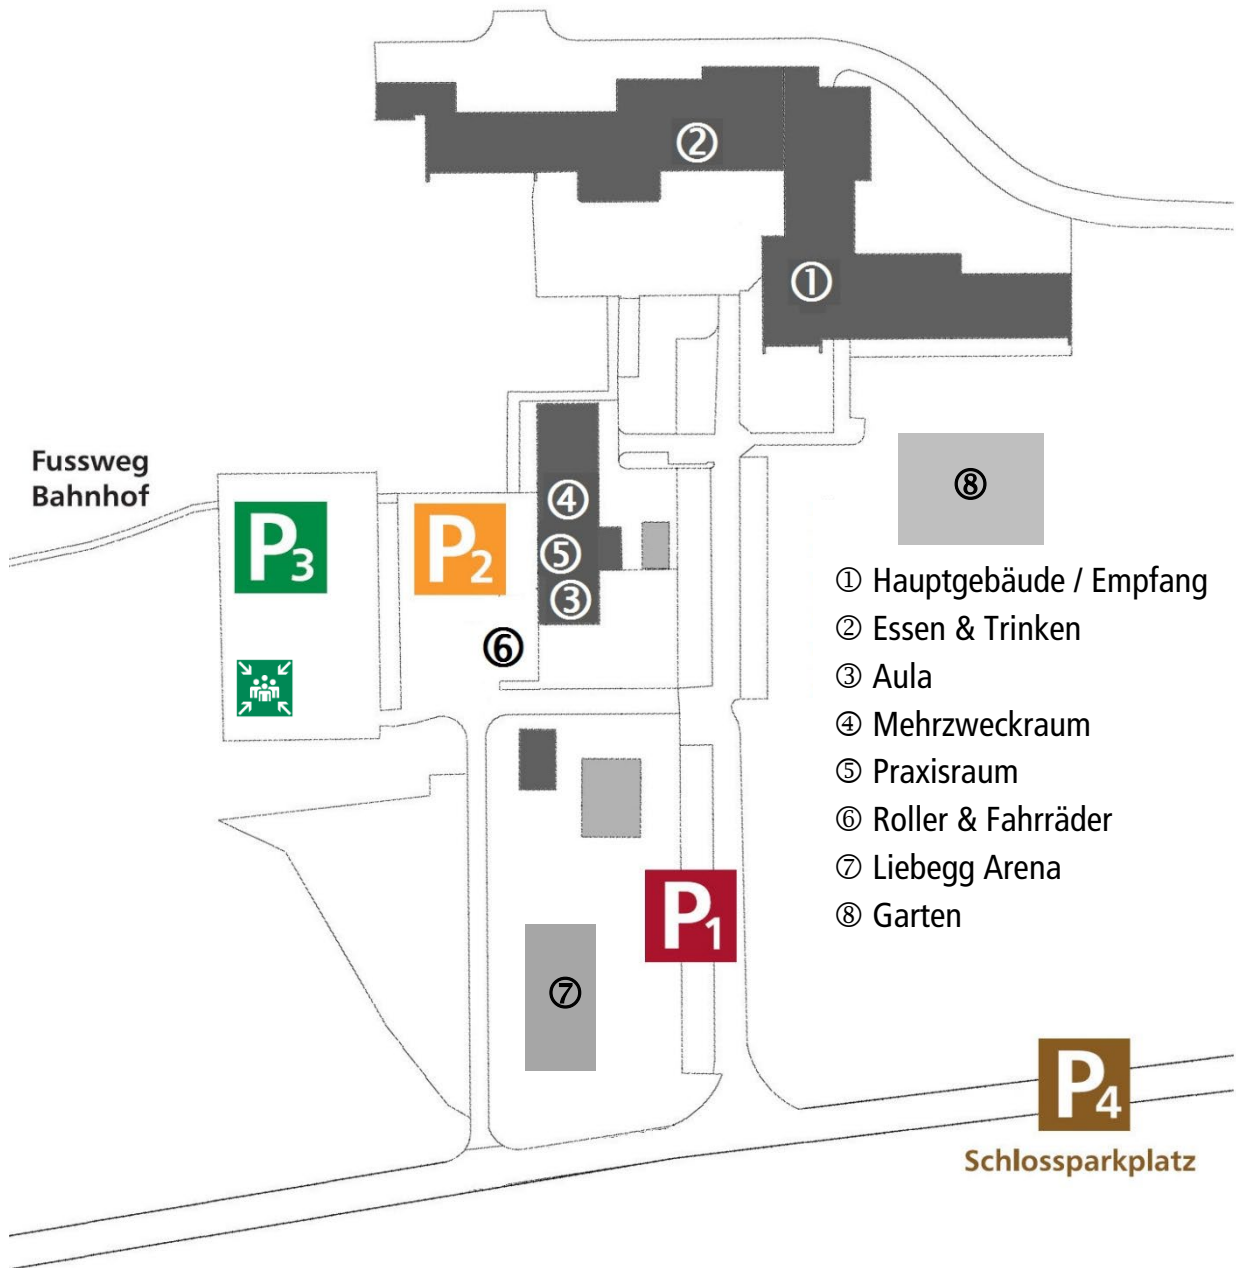 ②
①
Fussweg
Bahnhof
④
⑧
P3
P2
⑤
③
⑥
① Hauptgebäude / Empfang
② Essen & Trinken
③ Aula
④ Mehrzweckraum
⑤ Praxisraum
⑥ Roller & Fahrräder
⑦ Liebegg Arena
⑧ Garten
P1
⑦
P4
Schlossparkplatz